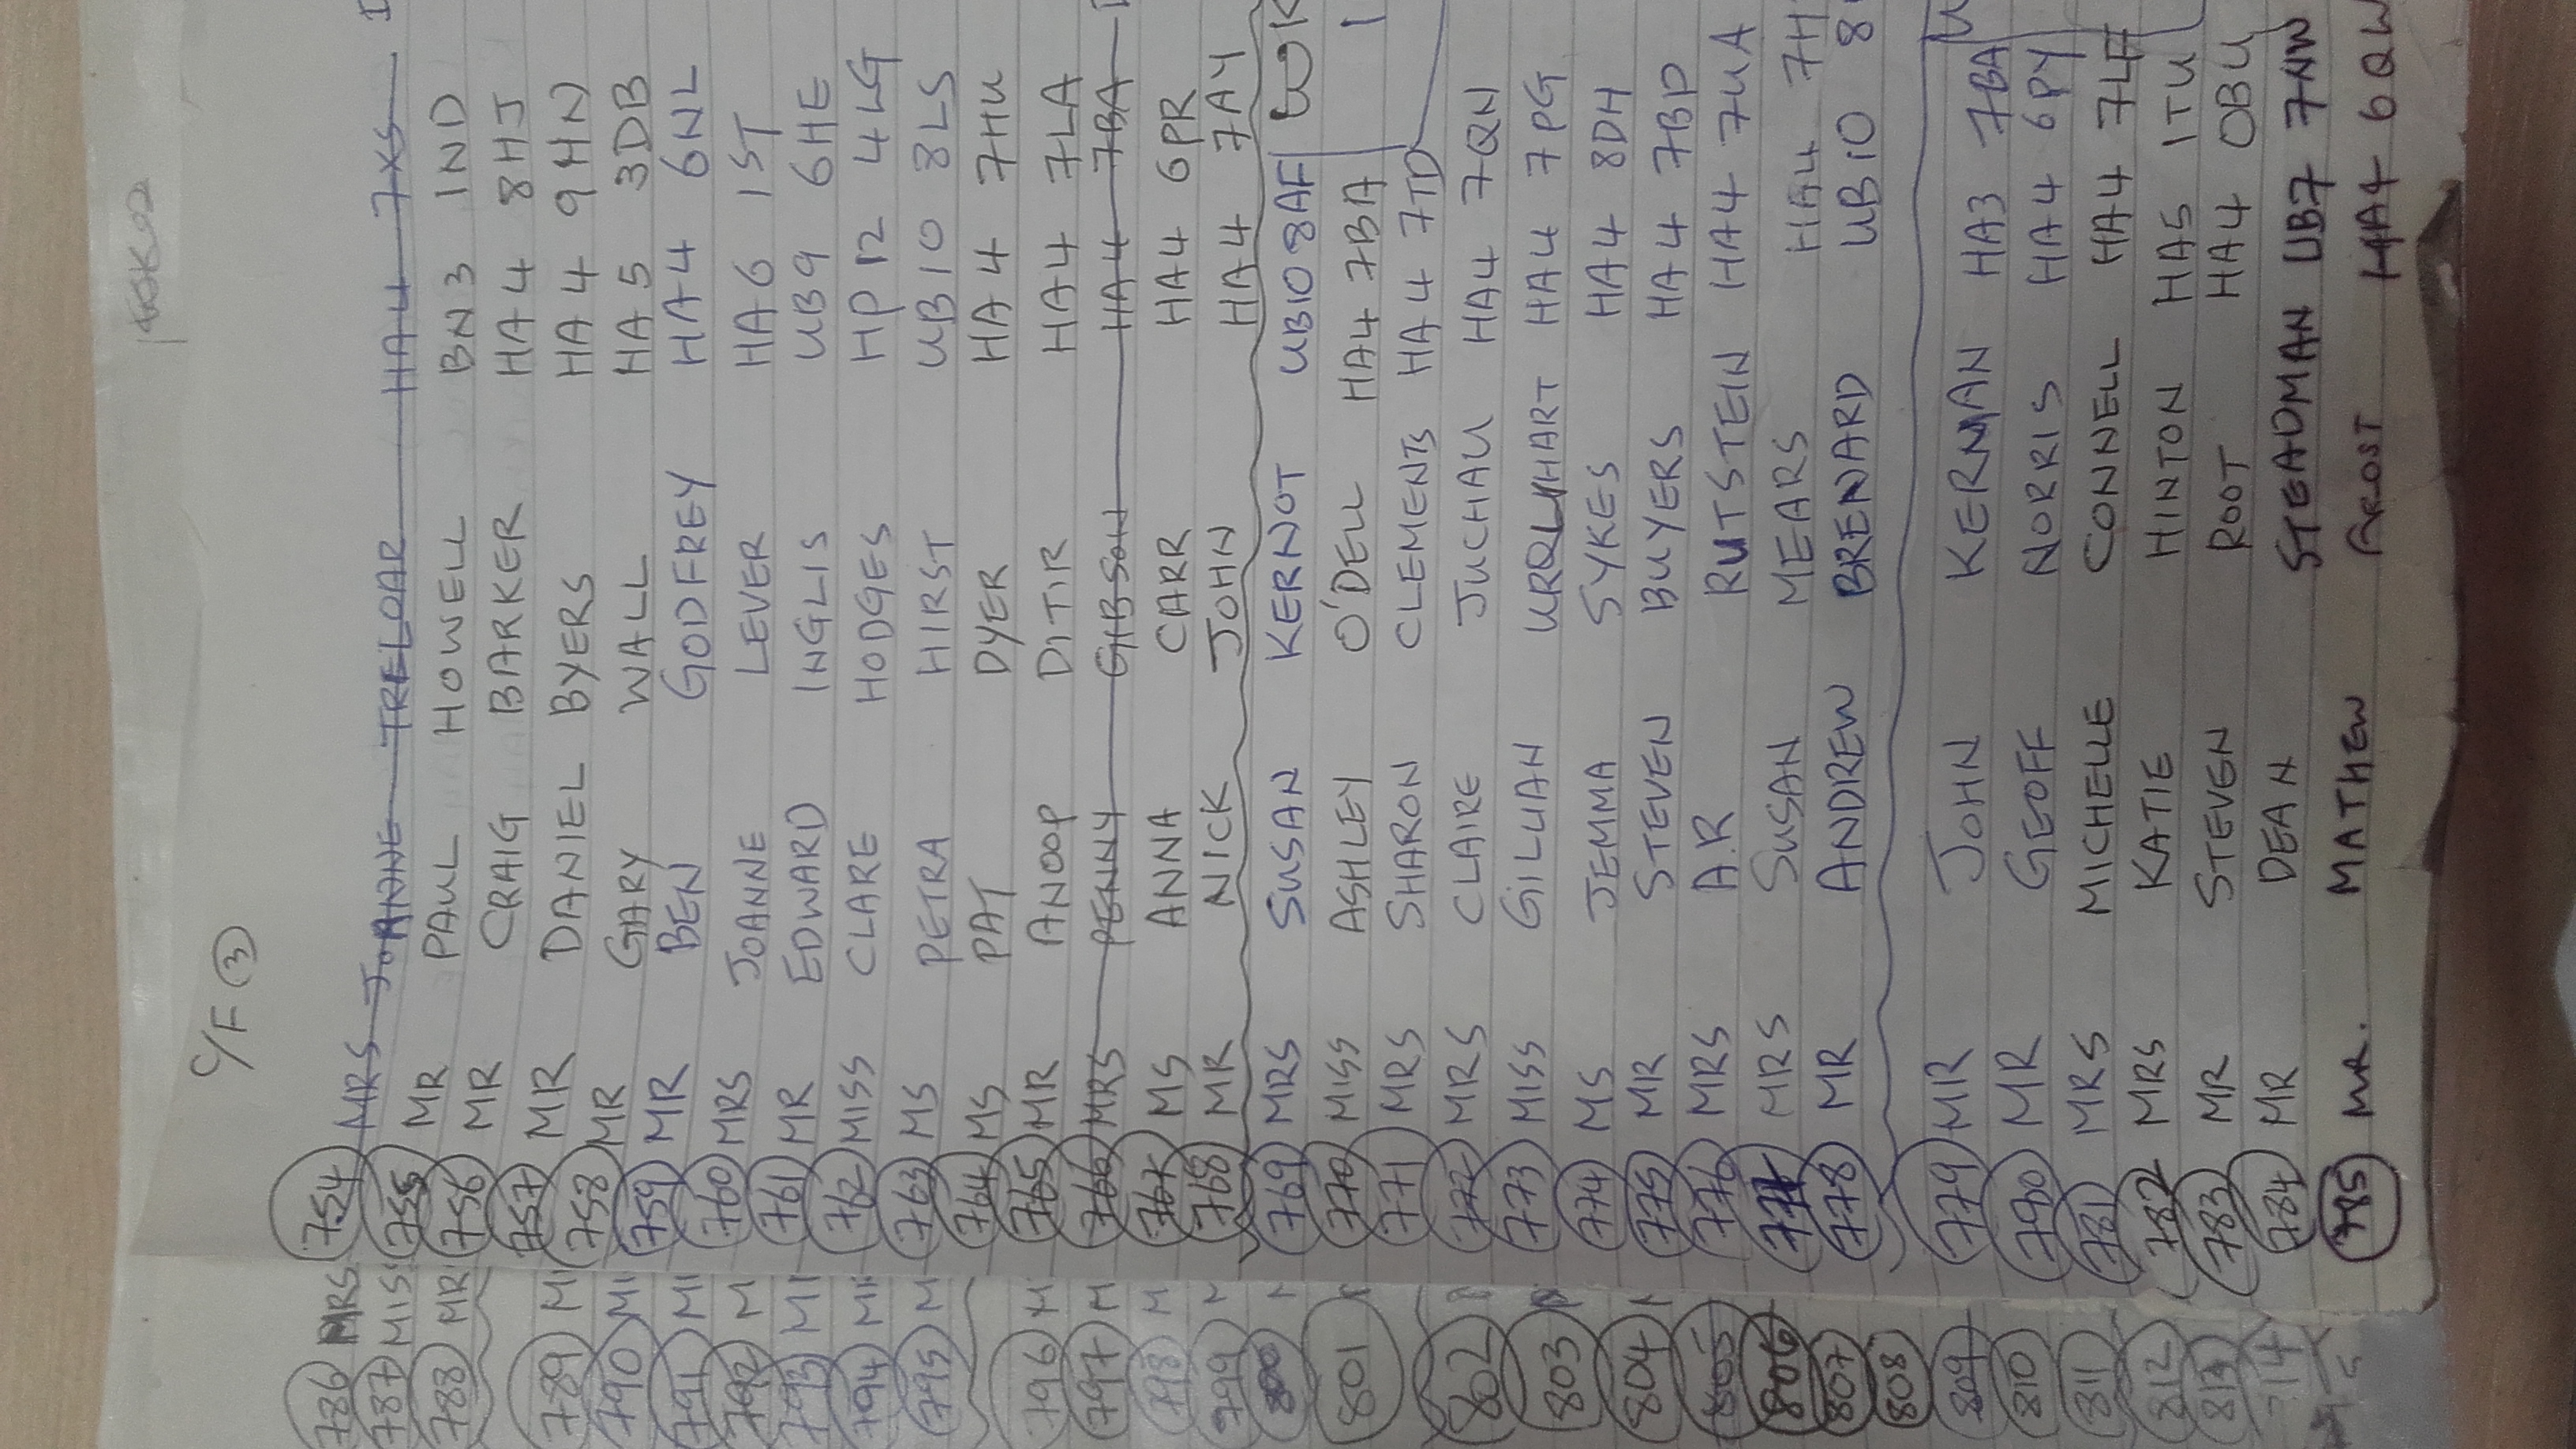 C/F 3
754 MRS JOANNE TRELOAR HA4 7XS
755 MR PAUL HOWELL BN3 1ND
756 MR CRAIG BARKER HA4 8HJ
757 MR DANIEL BYERS HA4 9HN
758 MR GARY WALL HA5 3DB
759 MR BEN GODFREY HA4 6NL
760 MRS JOANNE LEVER HA6 1ST
761 MR EDWARD INGLIS UB9 6HE
762 MISS CLARE HODGES HP12 4LG
763 MS PETRA HIRST UB10 8LS
764 MS PAT DYER HA4 7HU
765 MR ANOOP DITIR HA4 7LA
766 MRS PENNY GIBSON HA4 7BA
767 MS ANNA CARR HA4 6PR
768 MR NICK JOHN HA4 7AY
769 MRS SUSAN KERNOT UB10 8AF
770 MISS ASHLEY O'DELL HA4 7BA
771 MRS SHARON CLEMENTS HA4 7TD
772 MRS CLAIRE JUCHAU HA4 7QN
773 MISS GILLIAN URQUHART HA4 7PG
774 MS JEMMA SYKES HA4 8DH
775 MR STEVEN BUYERS HA4 7BP
776 MRS A.R RUTSTEIN HA4 7UA
777 MRS SUSAN MEARS HA4 7H
778 MR ANDREW BRENARD UB10 8
779 MR JOHN KERNAN HA3 7BA
780 MR GEOFF NORRIS HA4 6PY
781 MRS MICHELLE CONNELL HA4 7LF
782 MRS KATIE HINTON HA5 1TU
783 MR STEVEN ROOT HA4 0BU
784 MR DEAN STEADMAN UB7 7NW
785 MR. MATHEW FROST HA4 6QW
786 MRS
787 MISS
788 MR
789 MI
790 MI
791 MI
792 M
793 MI
794 MR
795 M
796 M
797 M
798 M
799 M
800
801
802
803
804
805
806
807
808
809
810
811
812
813